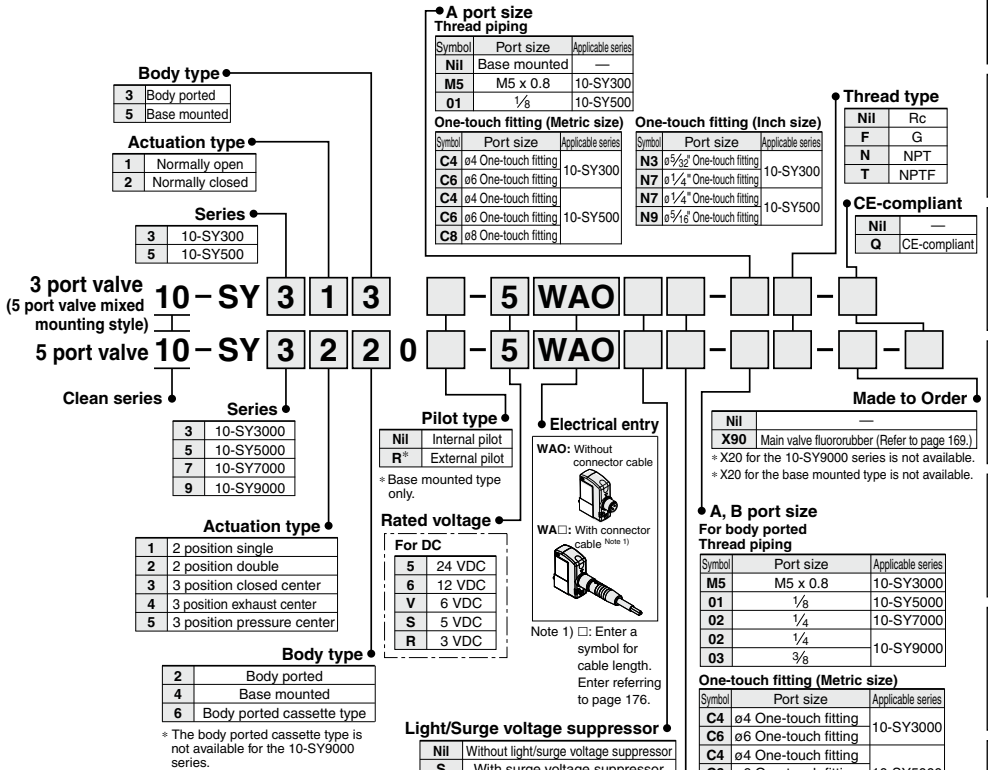 A port size
Thread piping
Symbol Port size Applicable series
Nil Base mounted —
M5 M5 x 0.8 10-SY300
01 1⁄8 10-SY500
One-touch fitting (Metric size)
Symbol Port size Applicable series
C4 ø4 One-touch fitting 10-SY300
C6 ø6 One-touch fitting
C4 ø4 One-touch fitting 10-SY500
C6 ø6 One-touch fitting
C8 ø8 One-touch fitting
One-touch fitting (Inch size)
Symbol Port size Applicable series
N3 ø5⁄32" One-touch fitting 10-SY300
N7 ø1⁄4" One-touch fitting
N7 ø1⁄4" One-touch fitting 10-SY500
N9 ø5⁄16" One-touch fitting
Thread type
Nil Rc
F G
N NPT
T NPTF
CE-compliant
Nil —
Q CE-compliant
Body type
3 Body ported
5 Base mounted
Actuation type
1 Normally open
2 Normally closed
Series
3 10-SY300
5 10-SY500
3 port valve
(5 port valve mixed
mounting style)
10–SY 3 1 3 – 5 WAO –
5 port valve 10–SY 3 2 2 0 – 5 WAO – – –
Clean series
Series
3 10-SY3000
5 10-SY5000
7 10-SY7000
9 10-SY9000
Actuation type
1 2 position single
2 2 position double
3 3 position closed center
4 3 position exhaust center
5 3 position pressure center
Body type
2 Body ported
4 Base mounted
6 Body ported cassette type
* The body ported cassette type is
not available for the 10-SY9000
series.
Pilot type
Nil Internal pilot
R* External pilot
* Base mounted type
only.
Rated voltage
For DC
5 24 VDC
6 12 VDC
V 6 VDC
S 5 VDC
R 3 VDC
Electrical entry
WAO: Without
connector cable
WA□: With connector
cable Note 1)
Note 1) □: Enter a
symbol for
cable length.
Enter referring
to page 176.
Light/Surge voltage suppressor
Nil Without light/surge voltage suppressor
S With surge voltage suppressor
Made to Order
Nil —
X90 Main valve fluororubber (Refer to page 169.)
* X20 for the 10-SY9000 series is not available.
* X20 for the base mounted type is not available.
A, B port size
For body ported
Thread piping
Symbol Port size Applicable series
M5 M5 x 0.8 10-SY3000
01 1⁄8 10-SY5000
02 1⁄4 10-SY7000
02 1⁄4 10-SY9000
03 3⁄8
One-touch fitting (Metric size)
Symbol Port size Applicable series
C4 ø4 One-touch fitting 10-SY3000
C6 ø6 One-touch fitting
C4 ø4 One-touch fitting